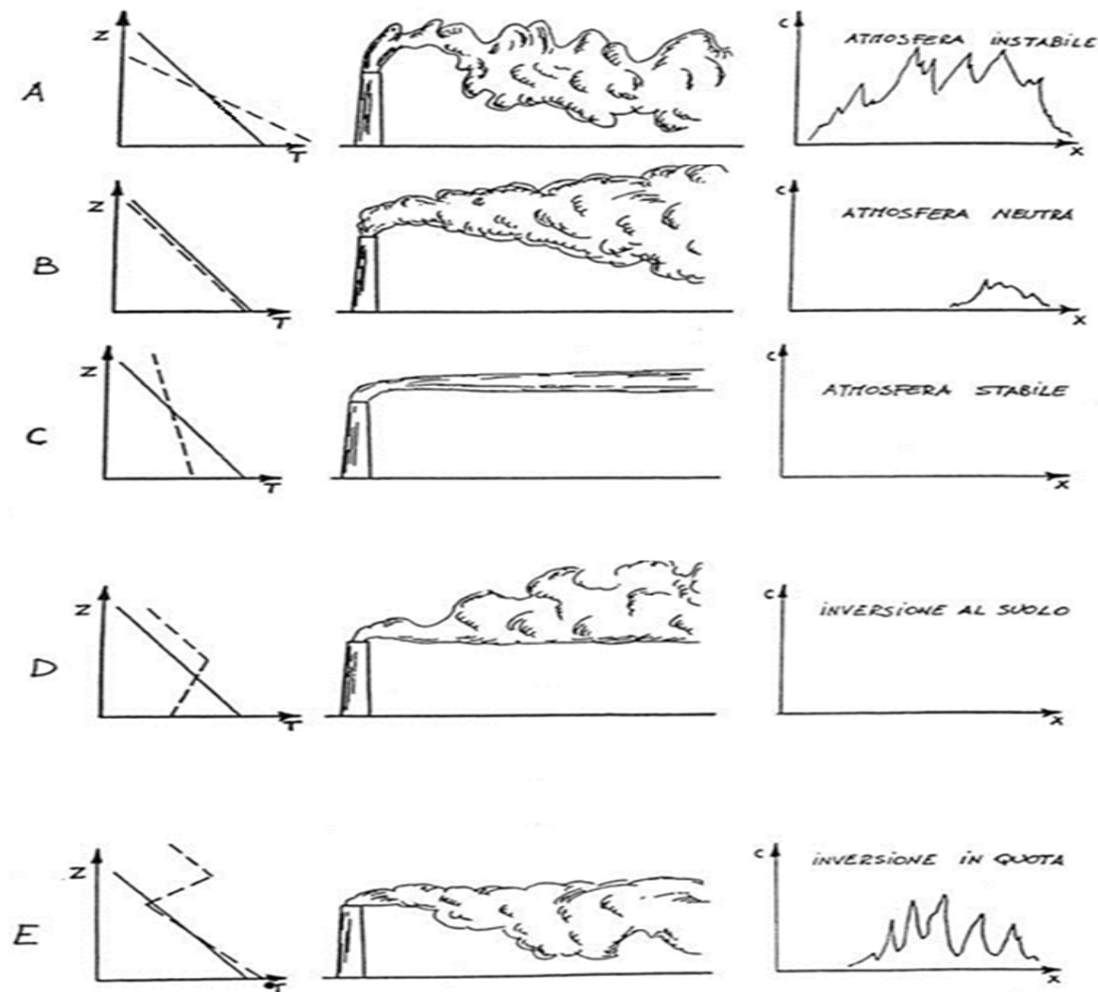 A
Z
T
C
ATMOSFERA INSTABILE
X
B
Z
T
C
ATMOSFERA NEUTRA
X
C
Z
T
C
ATMOSFERA STABILE
X
D
Z
T
C
INVERSIONE AL SUOLO
X
E
Z
T
C
INVERSIONE IN QUOTA
X